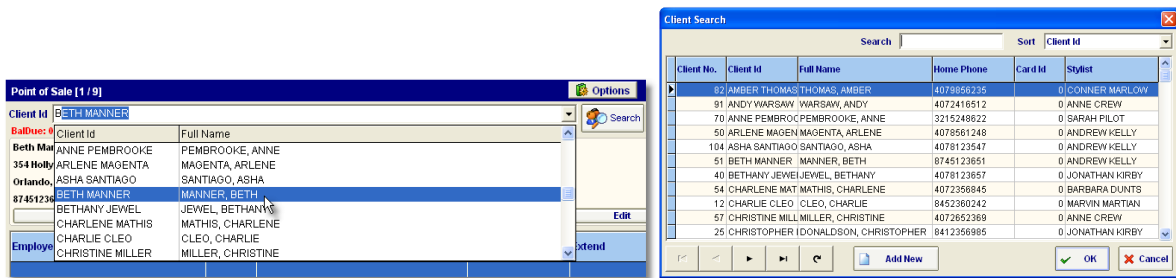 Point of Sale [1 / 9]
Options
Client Id BETH MANNER
Search
BalDue: 0
Client Id Full Name
Beth Man
ANNE PEMBROOKE PEMBROOKE, ANNE
354 Holly
ARLENE MAGENTA MAGENTA, ARLENE
Orlando,
ASHA SANTIAGO SANTIAGO, ASHA
87451236
BETH MANNER MANNER, BETH
BETHANY JEWEL JEWEL, BETHANY
Edit
CHARLENE MATHIS MATHIS, CHARLENE
CHARLIE CLEO CLEO, CHARLIE
Employe xtend
CHRISTINE MILLER MILLER, CHRISTINE
Client Search
Search Sort Client Id
Client No. Client Id Full Name Home Phone Card Id Stylist
82 AMBER THOMAS THOMAS, AMBER 4079856235 0 CONNER MARLOW
91 ANDY WARSAW WARSAW, ANDY 4072416512 0 ANNE CREW
70 ANNE PEMBROC PEMBROOKE, ANNE 3215248622 0 SARAH PILOT
50 ARLENE MAGEN MAGENTA, ARLENE 4078561248 0 ANDREW KELLY
104 ASHA SANTIAGO SANTIAGO, ASHA 4078123547 0 ANDREW KELLY
51 BETH MANNER MANNER, BETH 8745123651 0 ANDREW KELLY
40 BETHANY JEWEL JEWEL, BETHANY 4078123657 0 JONATHAN KIRBY
54 CHARLENE MAT MATHIS, CHARLENE 4072356845 0 BARBARA DUNTS
12 CHARLIE CLEO CLEO, CHARLIE 8452360242 0 MARVIN MARTIAN
57 CHRISTINE MILL MILLER, CHRISTINE 4072652369 0 ANNE CREW
25 CHRISTOPHER I DONALDSON, CHRISTOPHER 8412356985 0 JONATHAN KIRBY
Add New OK Cancel